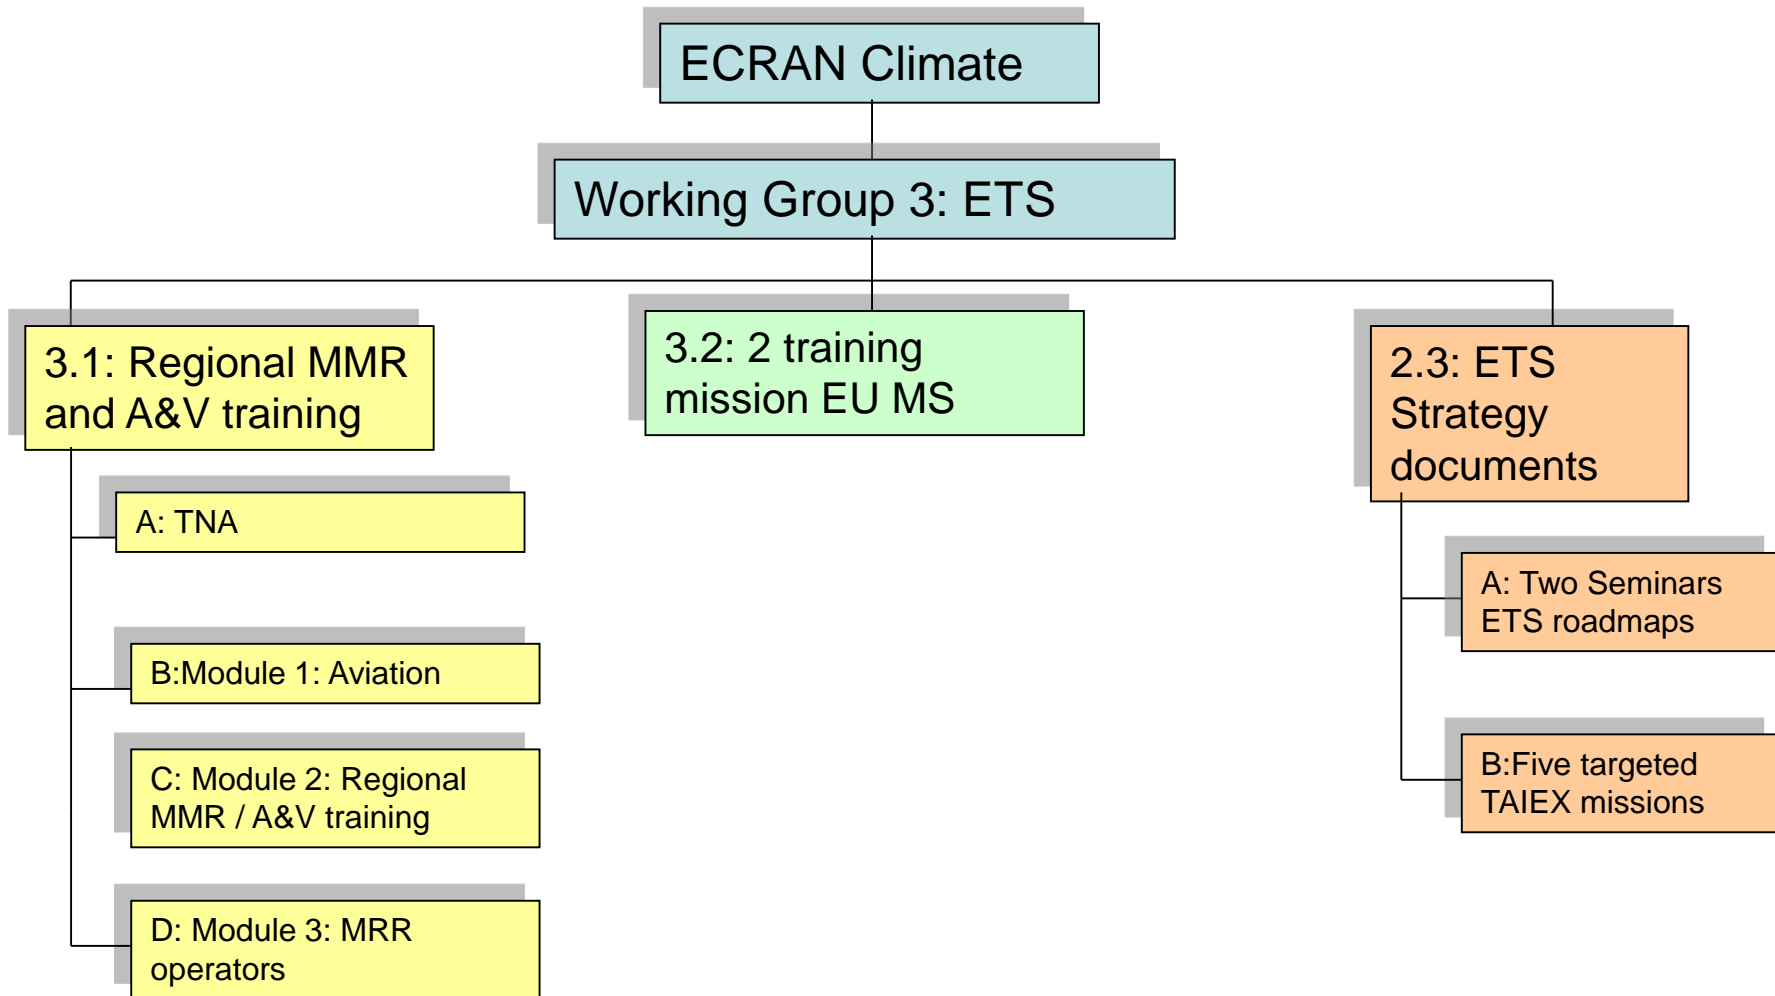 ECRAN Climate
Working Group 3: ETS
3.1: Regional MMR
and A&V training
A: TNA
B:Module 1: Aviation
C: Module 2: Regional
MMR / A&V training
D: Module 3: MRR
operators
3.2: 2 training
mission EU MS
2.3: ETS
Strategy
documents
A: Two Seminars
ETS roadmaps
B:Five targeted
TAIEX missions